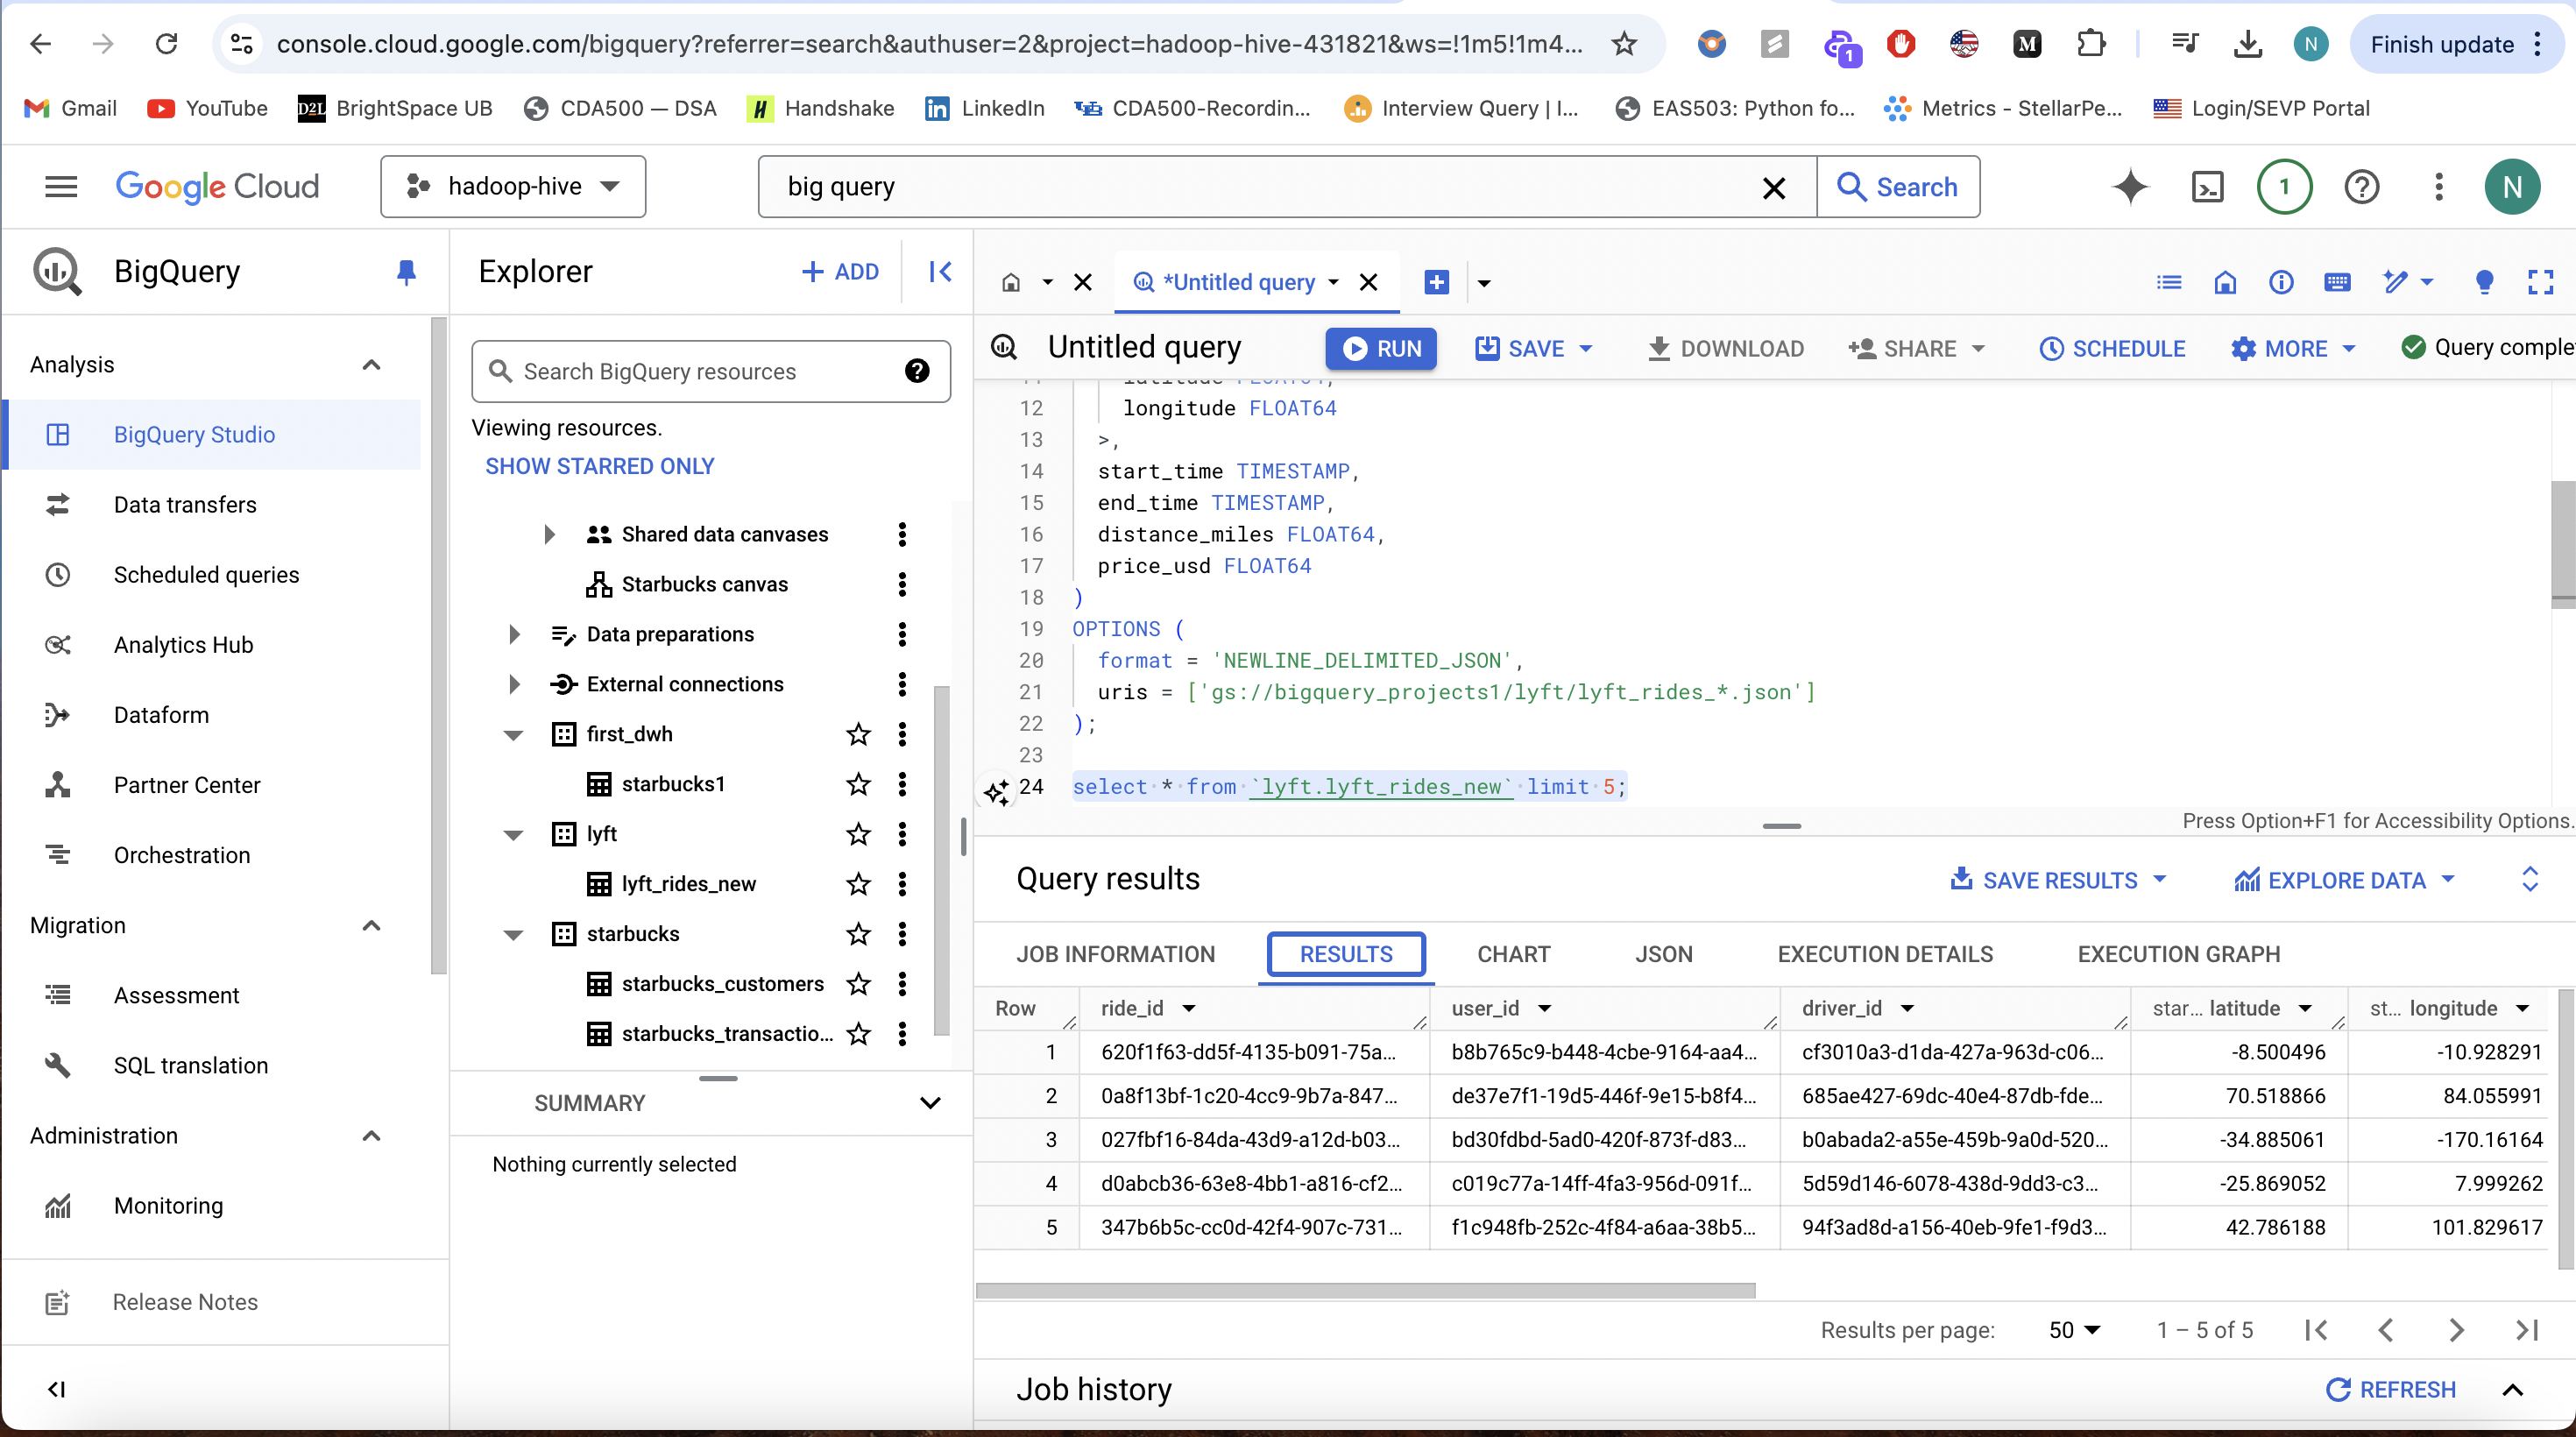 console.cloud.google.com/bigquery?referrer=search&authuser=2&project=hadoop-hive-431821&ws=!1m5!1m4...
1
M
N
Finish update
Gmail
YouTube
D2L
BrightSpace UB
CDA500 — DSA
Handshake
LinkedIn
CDA500-Recordin...
Interview Query | I...
EAS503: Python fo...
Metrics - StellarPe...
Login/SEVP Portal
Google Cloud
hadoop-hive
big query
Search
1
N
BigQuery
Analysis
BigQuery Studio
Data transfers
Scheduled queries
Analytics Hub
Dataform
Partner Center
Orchestration
Migration
Assessment
SQL translation
Administration
Monitoring
Release Notes
Explorer
+ ADD
Search BigQuery resources
Viewing resources.
SHOW STARRED ONLY
Shared data canvases
Starbucks canvas
Data preparations
External connections
first_dwh
starbucks1
lyft
lyft_rides_new
starbucks
starbucks_customers
starbucks_transactio...
SUMMARY
Nothing currently selected
*Untitled query
Untitled query
RUN
SAVE
DOWNLOAD
SHARE
SCHEDULE
MORE
Query comple
11 latitude FLOAT64,
12 longitude FLOAT64
13 >,
14 start_time TIMESTAMP,
15 end_time TIMESTAMP,
16 distance_miles FLOAT64,
17 price_usd FLOAT64
18 )
19 OPTIONS (
20 format = 'NEWLINE_DELIMITED_JSON',
21 uris = ['gs://bigquery_projects1/lyft/lyft_rides_*.json']
22 );
23
24 select * from `lyft.lyft_rides_new` limit 5;
Press Option+F1 for Accessibility Options.
Query results
SAVE RESULTS
EXPLORE DATA
JOB INFORMATION RESULTS CHART JSON EXECUTION DETAILS EXECUTION GRAPH
Row ride_id user_id driver_id star... latitude st... longitude
1 620f1f63-dd5f-4135-b091-75a... b8b765c9-b448-4cbe-9164-aa4... cf3010a3-d1da-427a-963d-c06... -8.500496 -10.928291
2 0a8f13bf-1c20-4cc9-9b7a-847... de37e7f1-19d5-446f-9e15-b8f4... 685ae427-69dc-40e4-87db-fde... 70.518866 84.055991
3 027fbf16-84da-43d9-a12d-b03... bd30fdbd-5ad0-420f-873f-d83... b0abada2-a55e-459b-9a0d-520... -34.885061 -170.16164
4 d0abcb36-63e8-4bb1-a816-cf2... c019c77a-14ff-4fa3-956d-091f... 5d59d146-6078-438d-9dd3-c3... -25.869052 7.999262
5 347b6b5c-cc0d-42f4-907c-731... f1c948fb-252c-4f84-a6aa-38b5... 94f3ad8d-a156-40eb-9fe1-f9d3... 42.786188 101.829617
Results per page: 50 1 – 5 of 5
Job history
REFRESH